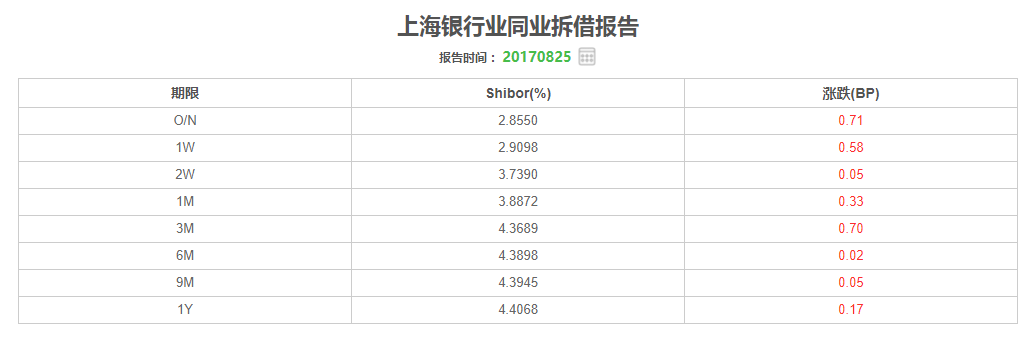 上海银行业同业拆借报告
报告时间： 20170825
期限 Shibor(%) 涨跌(BP)
O/N 2.8550 0.71
1W 2.9098 0.58
2W 3.7390 0.05
1M 3.8872 0.33
3M 4.3689 0.70
6M 4.3898 0.02
9M 4.3945 0.05
1Y 4.4068 0.17